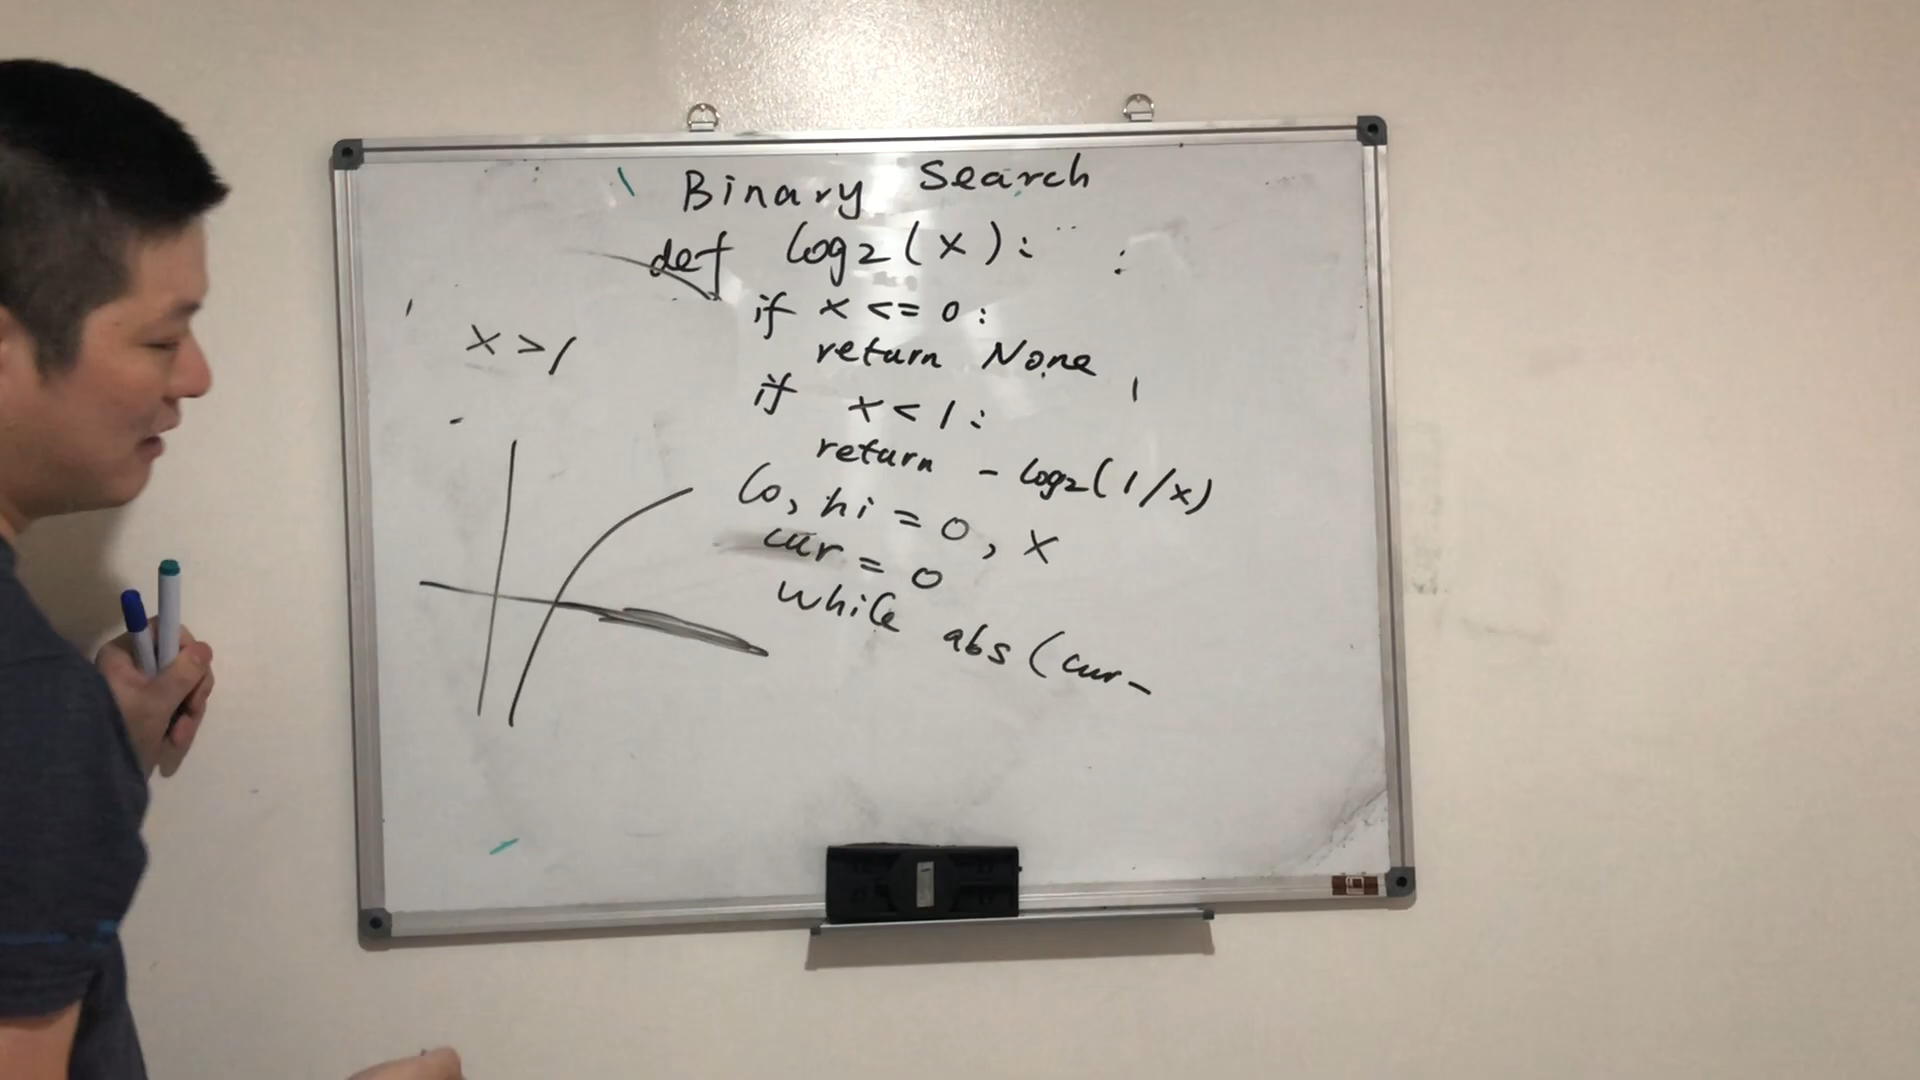 Binary Search
def log2(x):
if x <= 0:
return None
x > 1
if x < 1:
return - log2(1/x)
lo, hi = 0, x
cur = 0
while abs(cur-